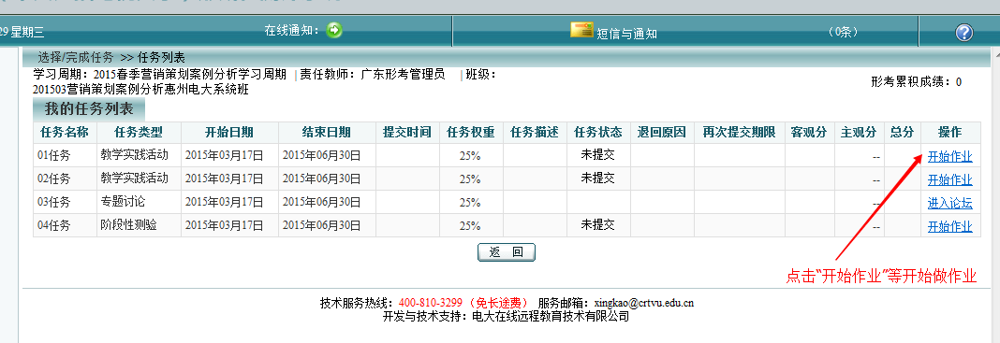 29 星期三 在线通知： 短信与通知 （0条）
选择/完成任务 >> 任务列表
学习周期：2015春季营销策划案例分析学习周期 | 责任教师：广东形考管理员 | 班级：
201503营销策划案例分析惠州电大系统班
形考累积成绩：0
我的任务列表
任务名称 任务类型 开始日期 结束日期 提交时间 任务权重 任务描述 任务状态 退回原因 再次提交期限 客观分 主观分 总分 操作
01任务 教学实践活动 2015年03月17日 2015年06月30日 25% 未提交 -- 开始作业
02任务 教学实践活动 2015年03月17日 2015年06月30日 25% 未提交 -- 开始作业
03任务 专题讨论 2015年03月17日 2015年06月30日 25% -- 进入论坛
04任务 阶段性测验 2015年03月17日 2015年06月30日 25% 未提交 -- 开始作业
返 回
点击“开始作业”等开始做作业
技术服务热线：400-810-3299（免长途费） 服务邮箱：xingkao@crtvu.edu.cn
开发与技术支持：电大在线远程教育技术有限公司